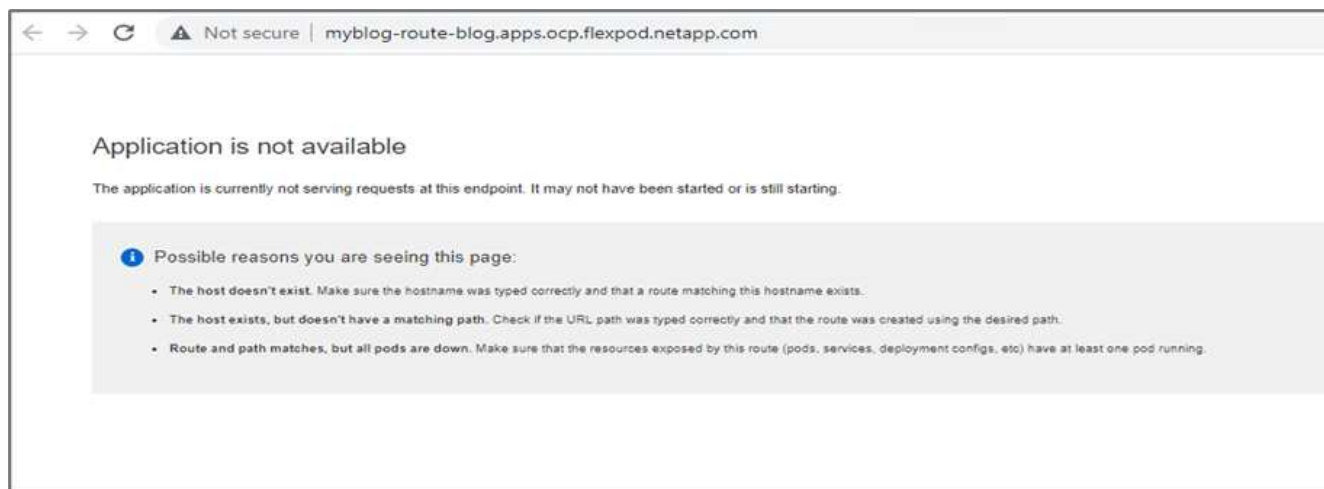 Not secure | myblog-route-blog.apps.ocp.flexpod.netapp.com
Application is not available
The application is currently not serving requests at this endpoint. It may not have been started or is still starting.
Possible reasons you are seeing this page:
• The host doesn't exist. Make sure the hostname was typed correctly and that a route matching this hostname exists.
• The host exists, but doesn't have a matching path. Check if the URL path was typed correctly and that the route was created using the desired path.
• Route and path matches, but all pods are down. Make sure that the resources exposed by this route (pods, services, deployment configs, etc) have at least one pod running.